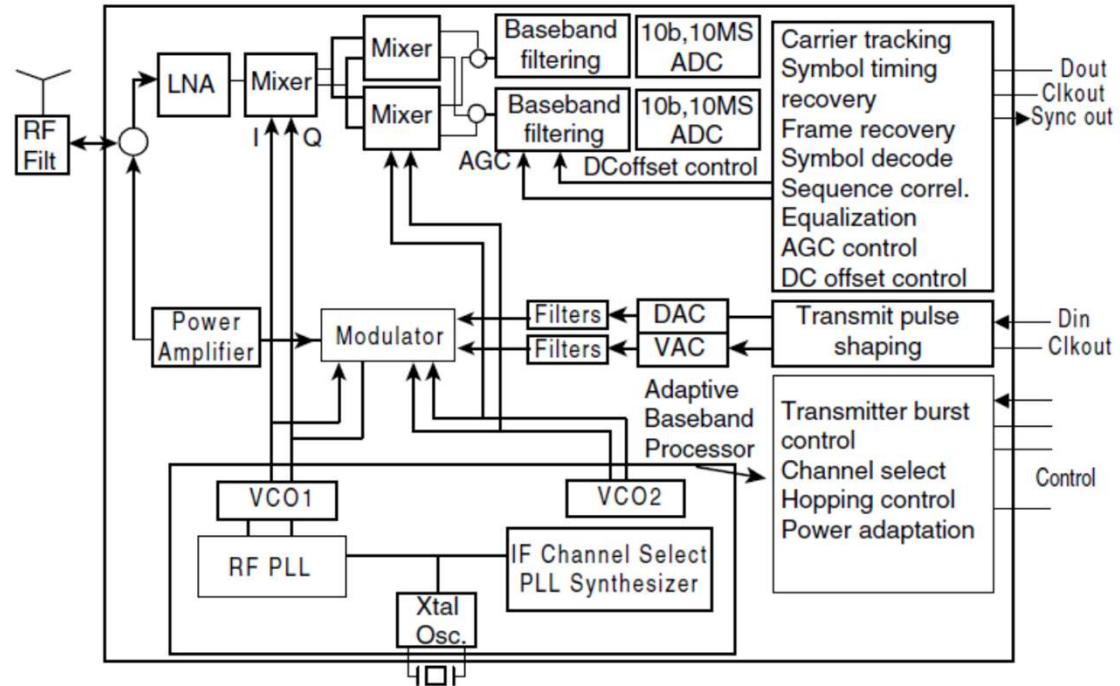 RF
Filt
LNA
Mixer
I
Q
Mixer
Mixer
Baseband
filtering
10b,10MS
ADC
Baseband
filtering
10b,10MS
ADC
AGC
DCoffset control
Carrier tracking
Symbol timing
recovery
Frame recovery
Symbol decode
Sequence correl.
Equalization
AGC control
DC offset control
Dout
Clkout
Sync out
Power
Amplifier
Modulator
Filters
Filters
DAC
VAC
Transmit pulse
shaping
Din
Clkout
Adaptive
Baseband
Processor
Transmitter burst
control
Channel select
Hopping control
Power adaptation
Control
VCO1
VCO2
RF PLL
IF Channel Select
PLL Synthesizer
Xtal
Osc.